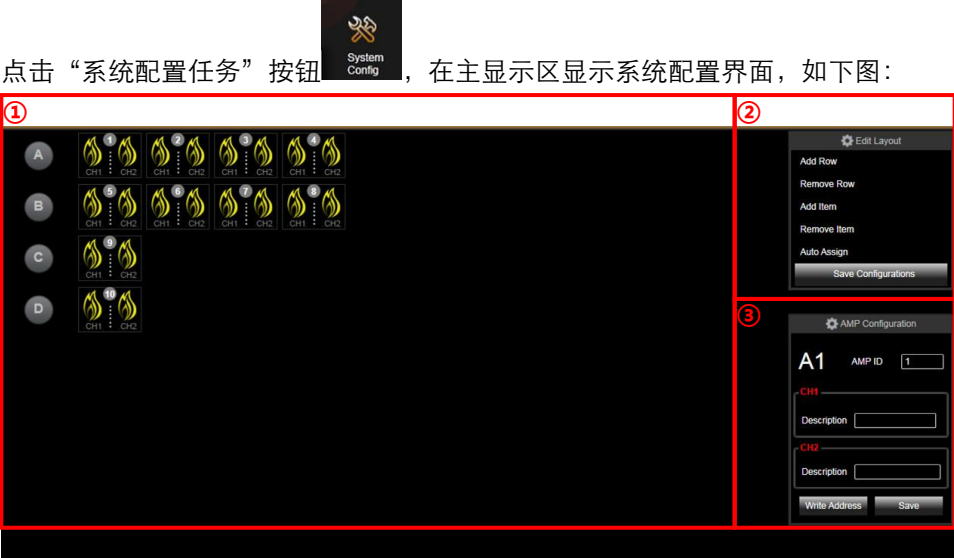 System
Config
点击“系统配置任务”按钮，在主显示区显示系统配置界面，如下图：
①
②
A
1
CH1 CH2
2
CH1 CH2
3
CH1 CH2
4
CH1 CH2
B
5
CH1 CH2
6
CH1 CH2
7
CH1 CH2
8
CH1 CH2
C
9
CH1 CH2
D
10
CH1 CH2
Edit Layout
Add Row
Remove Row
Add Item
Remove Item
Auto Assign
Save Configurations
③
AMP Configuration
A1 AMP ID 1
CH1
Description
CH2
Description
Write Address Save